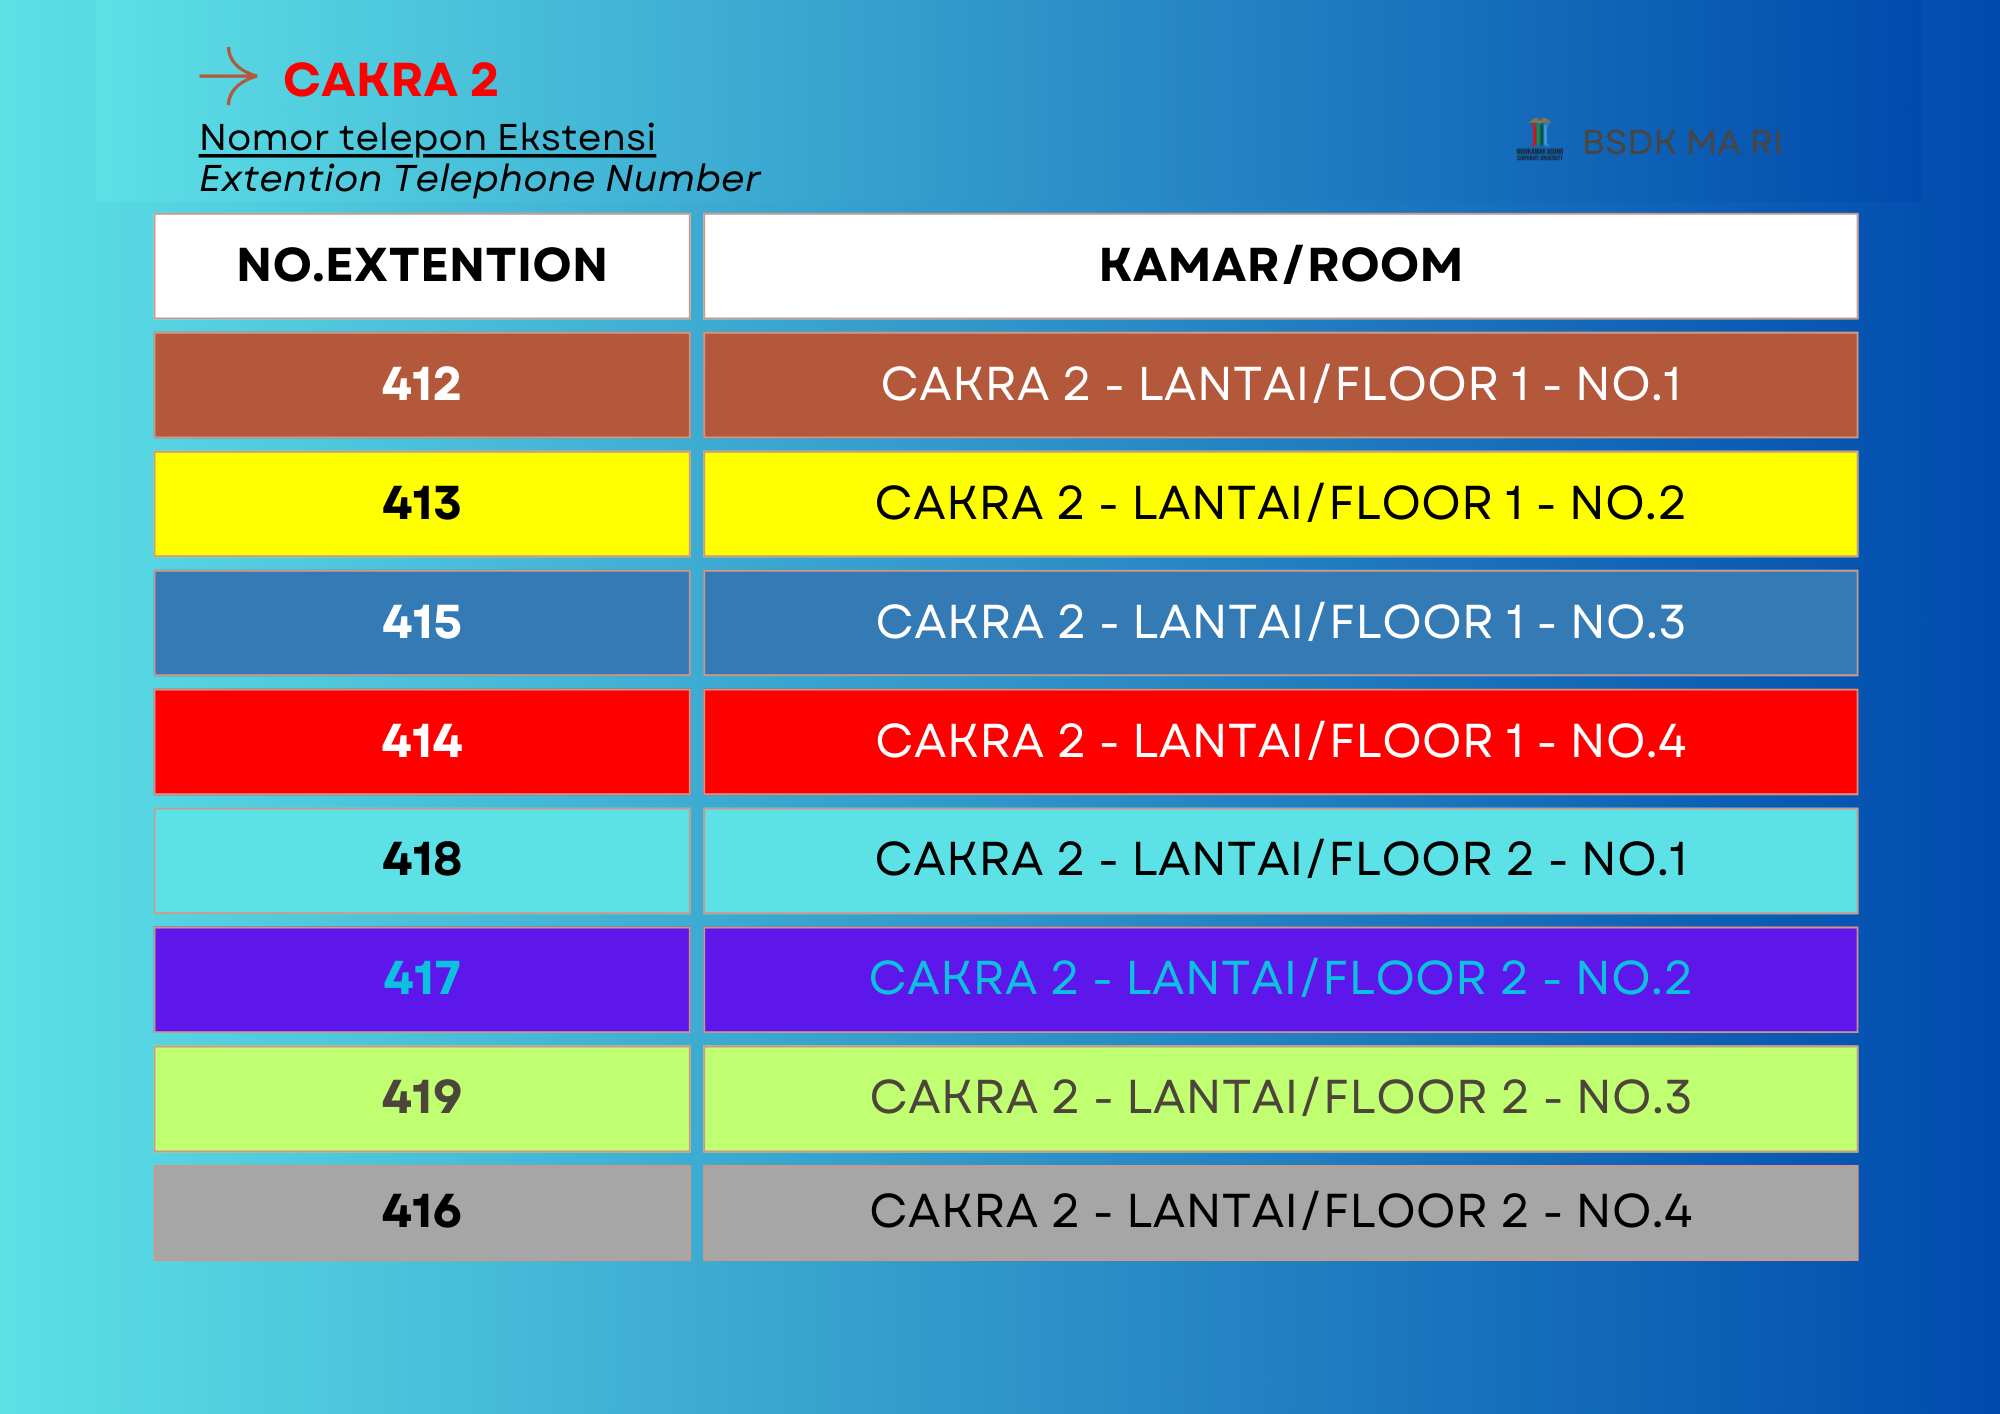 CAKRA 2
Nomor telepon Ekstensi
Extention Telephone Number
MAHKAMAH AGUNG
CORPORATE UNIVERSITY
BSDK MA RI
NO.EXTENTION KAMAR/ROOM
412 CAKRA 2 - LANTAI/FLOOR 1 - NO.1
413 CAKRA 2 - LANTAI/FLOOR 1 - NO.2
415 CAKRA 2 - LANTAI/FLOOR 1 - NO.3
414 CAKRA 2 - LANTAI/FLOOR 1 - NO.4
418 CAKRA 2 - LANTAI/FLOOR 2 - NO.1
417 CAKRA 2 - LANTAI/FLOOR 2 - NO.2
419 CAKRA 2 - LANTAI/FLOOR 2 - NO.3
416 CAKRA 2 - LANTAI/FLOOR 2 - NO.4